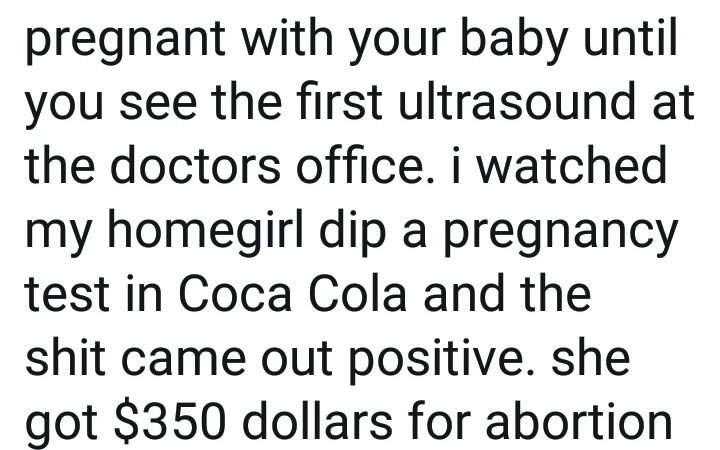 pregnant with your baby until
you see the first ultrasound at
the doctors office. i watched
my homegirl dip a pregnancy
test in Coca Cola and the
shit came out positive. she
got $350 dollars for abortion